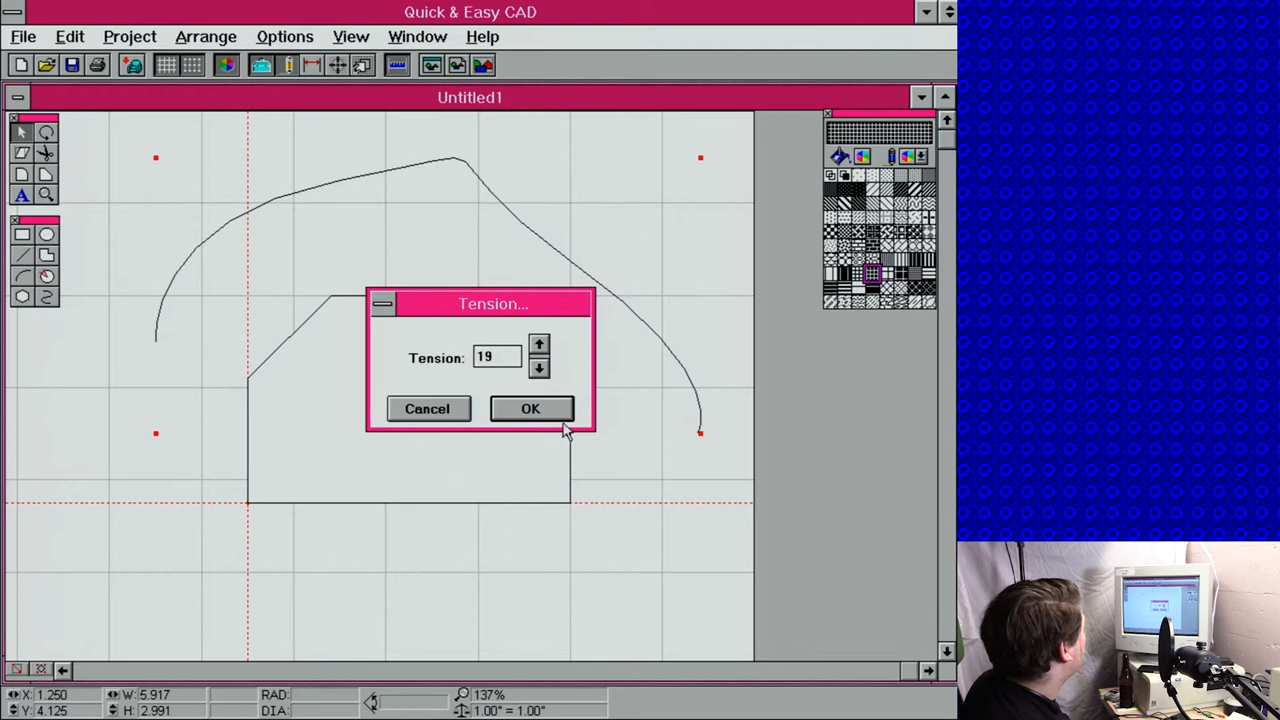 Quick & Easy CAD
File Edit Project Arrange Options View Window Help
Untitled1
A
Tension...
Tension: 19
Cancel OK
X: 1.250 W: 5.917 RAD: 137%
Y: 4.125 H: 2.991 DIA: 1.00" = 1.00"